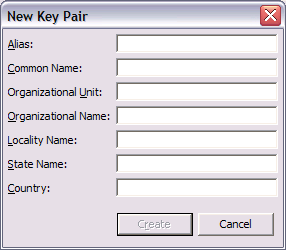 New Key Pair
Alias:
Common Name:
Organizational Unit:
Organizational Name:
Locality Name:
State Name:
Country:
Create Cancel